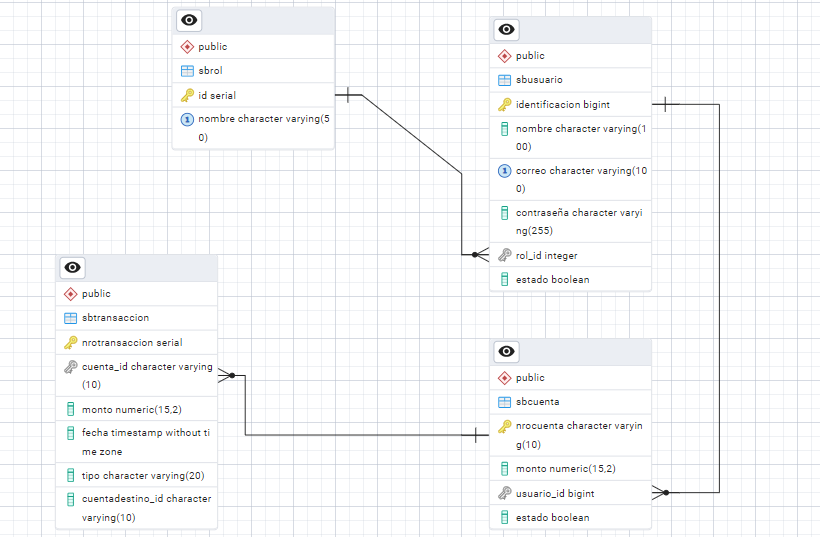 public
sbrol
id serial
nombre character varying(5
0)
public
sbusuario
identificacion bigint
nombre character varying(1
00)
correo character varying(10
0)
contraseña character varyi
ng(255)
rol_id integer
estado boolean
public
sbtransaccion
nrotransaccion serial
cuenta_id character varying
(10)
monto numeric(15,2)
fecha timestamp without ti
me zone
tipo character varying(20)
cuentadestino_id character
varying(10)
public
sbcuenta
nrocuenta character varyin
g(10)
monto numeric(15,2)
usuario_id bigint
estado boolean